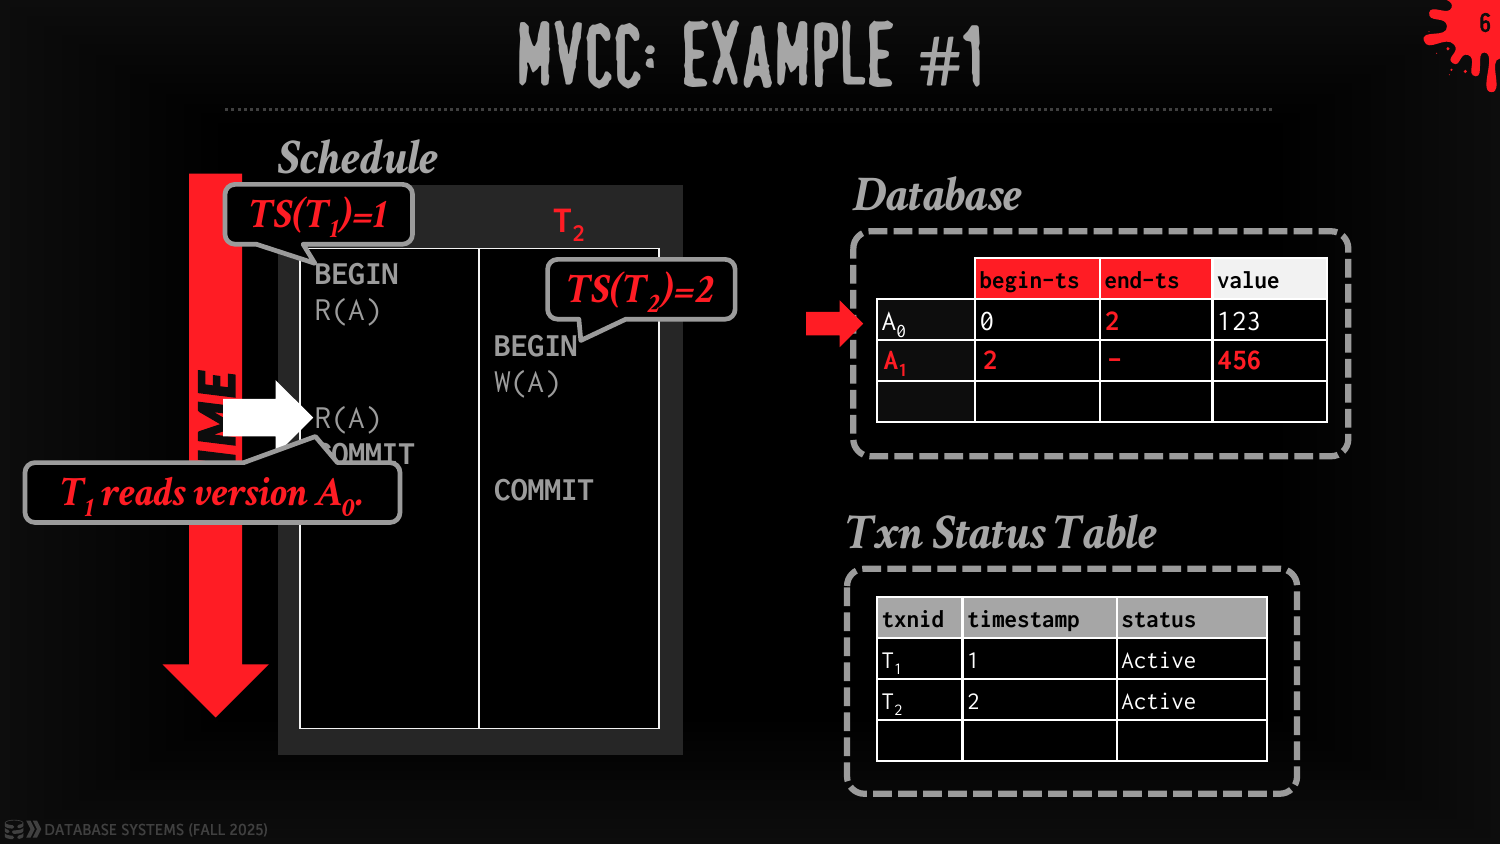 MVCC: EXAMPLE #1
6
Schedule
TS(T1)=1
T2
BEGIN
R(A)
TS(T2)=2
BEGIN
W(A)
R(A)
COMMIT
T1 reads version A0.
COMMIT
Database
begin-ts end-ts value
A0 0 2 123
A1 2 - 456
Txn Status Table
txnid timestamp status
T1 1 Active
T2 2 Active
DATABASE SYSTEMS (FALL 2025)